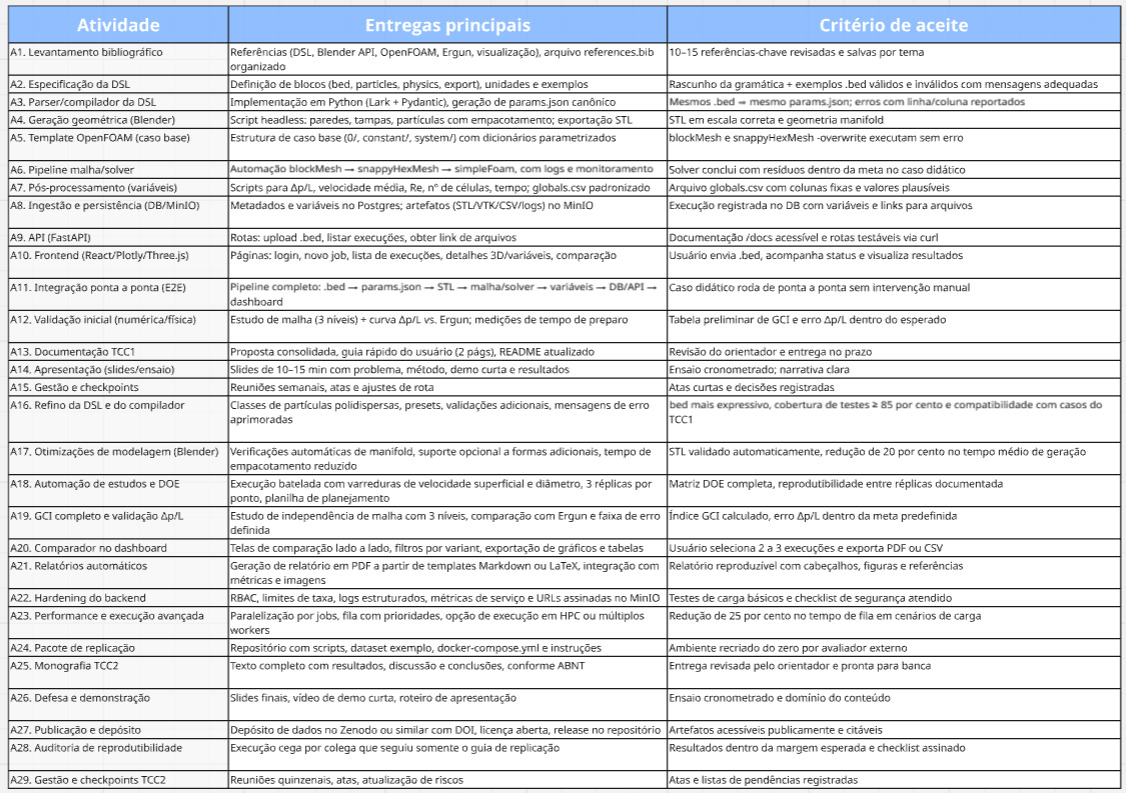 Atividade Entregas principais Critério de aceite
A1. Levantamento bibliográfico Referências (DSL, Blender API, OpenFOAM, Ergun, visualização), arquivo references.bib 10–15 referências-chave revisadas e salvas por tema
organizado
A2. Especificação da DSL Definição de blocos (bed, particles, physics, export), unidades e exemplos Rascunho da gramática + exemplos .bed válidos e inválidos com mensagens adequadas
A3. Parser/compilador da DSL Implementação em Python (Lark + Pydantic), geração de params.json canônico Mesmos .bed → mesmo params.json; erros com linha/coluna reportados
A4. Geração geométrica (Blender) Script headless: paredes, tampas, partículas com empacotamento; exportação STL STL em escala correta e geometria manifold
A5. Template OpenFOAM (caso base) Estrutura de caso base (0/, constant/, system/) com dicionários parametrizados blockMesh e snappyHexMesh -overwrite executam sem erro
A6. Pipeline malha/solver Automação blockMesh → snappyHexMesh → simpleFoam, com logs e monitoramento Solver conclui com resíduos dentro da meta no caso didático
A7. Pós-processamento (variáveis) Scripts para Δp/L, velocidade média, Re, nº de células, tempo; globals.csv padronizado Arquivo globals.csv com colunas fixas e valores plausíveis
A8. Ingestão e persistência (DB/MinIO) Metadados e variáveis no Postgres; artefatos (STL/VTK/CSV/logs) no MinIO Execução registrada no DB com variáveis e links para arquivos
A9. API (FastAPI) Rotas: upload .bed, listar execuções, obter link de arquivos Documentação /docs acessível e rotas testáveis via curl
A10. Frontend (React/Plotly/Three.js) Páginas: login, novo job, lista de execuções, detalhes 3D/variáveis, comparação Usuário envia .bed, acompanha status e visualiza resultados
A11. Integração ponta a ponta (E2E) Pipeline completo: .bed → params.json → STL → malha/solver → variáveis → DB/API → Caso didático roda de ponta a ponta sem intervenção manual
dashboard
A12. Validação inicial (numérica/física) Estudo de malha (3 níveis) + curva Δp/L vs. Ergun; medições de tempo de preparo Tabela preliminar de GCI e erro Δp/L dentro do esperado
A13. Documentação TCC1 Proposta consolidada, guia rápido do usuário (2 págs), README atualizado Revisão do orientador e entrega no prazo
A14. Apresentação (slides/ensaio) Slides de 10–15 min com problema, método, demo curta e resultados Ensaio cronometrado; narrativa clara
A15. Gestão e checkpoints Reuniões semanais, atas e ajustes de rota Atas curtas e decisões registradas
A16. Refino da DSL e do compilador Classes de partículas polidispersas, presets, validações adicionais, mensagens de erro bed mais expressivo, cobertura de testes ≥ 85 por cento e compatibilidade com casos do
aprimoradas TCC1
A17. Otimizações de modelagem (Blender) Verificações automáticas de manifold, suporte opcional a formas adicionais, tempo de STL validado automaticamente, redução de 20 por cento no tempo médio de geração
empacotamento reduzido
A18. Automação de estudos e DOE Execução batelada com varreduras de velocidade superficial e diâmetro, 3 réplicas por Matriz DOE completa, reprodutibilidade entre réplicas documentada
ponto, planilha de planejamento
A19. GCI completo e validação Δp/L Estudo de independência de malha com 3 níveis, comparação com Ergun e faixa de erro Índice GCI calculado, erro Δp/L dentro da meta predefinida
definida
A20. Comparador no dashboard Telas de comparação lado a lado, filtros por variant, exportação de gráficos e tabelas Usuário seleciona 2 a 3 execuções e exporta PDF ou CSV
A21. Relatórios automáticos Geração de relatório em PDF a partir de templates Markdown ou LaTeX, integração com Relatório reproduzível com cabeçalhos, figuras e referências
métricas e imagens
A22. Hardening do backend RBAC, limites de taxa, logs estruturados, métricas de serviço e URLs assinadas no MinIO Testes de carga básicos e checklist de segurança atendido
A23. Performance e execução avançada Paralelização por jobs, fila com prioridades, opção de execução em HPC ou múltiplos Redução de 25 por cento no tempo de fila em cenários de carga
workers
A24. Pacote de replicação Repositório com scripts, dataset exemplo, docker-compose.yml e instruções Ambiente recriado do zero por avaliador externo
A25. Monografia TCC2 Texto completo com resultados, discussão e conclusões, conforme ABNT Entrega revisada pelo orientador e pronta para banca
A26. Defesa e demonstração Slides finais, vídeo de demo curta, roteiro de apresentação Ensaio cronometrado e domínio do conteúdo
A27. Publicação e depósito Depósito de dados no Zenodo ou similar com DOI, licença aberta, release no repositório Artefatos acessíveis publicamente e citáveis
A28. Auditoria de reprodutibilidade Execução cega por colega que seguiu somente o guia de replicação Resultados dentro da margem esperada e checklist assinado
A29. Gestão e checkpoints TCC2 Reuniões quinzenais, atas, atualização de riscos Atas e listas de pendências registradas